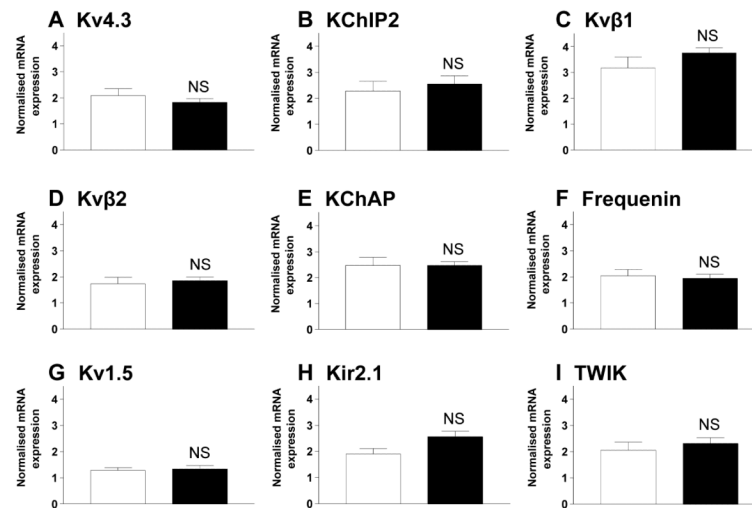 A Kv4.3
Normalised mRNA
expression
4
3
2
1
0
NS
B KChIP2
Normalised mRNA
expression
4
3
2
1
0
NS
C Kvβ1
Normalised mRNA
expression
4
3
2
1
0
NS
D Kvβ2
Normalised mRNA
expression
4
3
2
1
0
NS
E KChAP
Normalised mRNA
expression
4
3
2
1
0
NS
F Frequenin
Normalised mRNA
expression
4
3
2
1
0
NS
G Kv1.5
Normalised mRNA
expression
4
3
2
1
0
NS
H Kir2.1
Normalised mRNA
expression
4
3
2
1
0
NS
I TWIK
Normalised mRNA
expression
4
3
2
1
0
NS